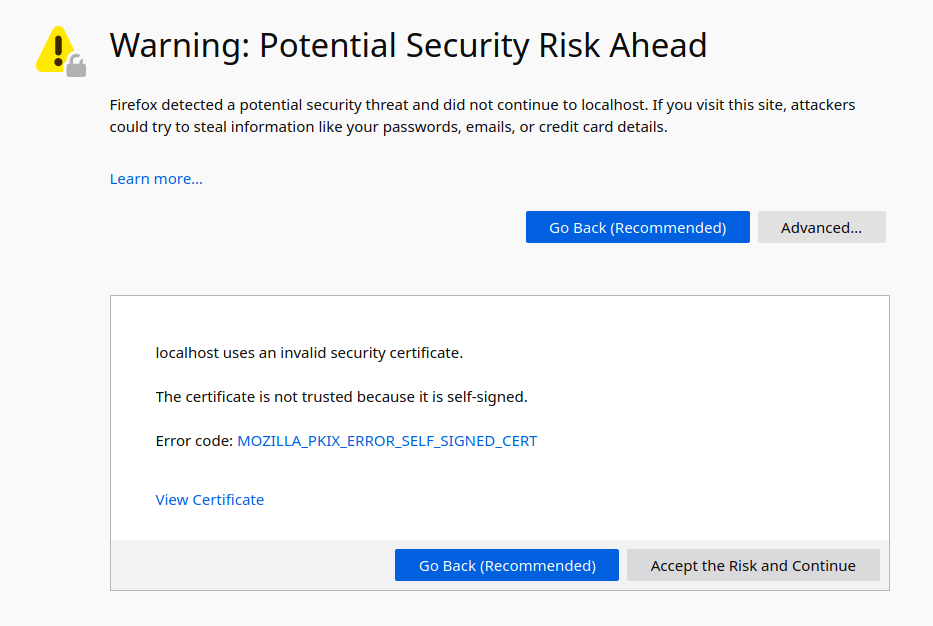 Warning: Potential Security Risk Ahead
Firefox detected a potential security threat and did not continue to localhost. If you visit this site, attackers
could try to steal information like your passwords, emails, or credit card details.
Learn more...
Go Back (Recommended)
Advanced...
localhost uses an invalid security certificate.
The certificate is not trusted because it is self-signed.
Error code: MOZILLA_PKIX_ERROR_SELF_SIGNED_CERT
View Certificate
Go Back (Recommended)
Accept the Risk and Continue